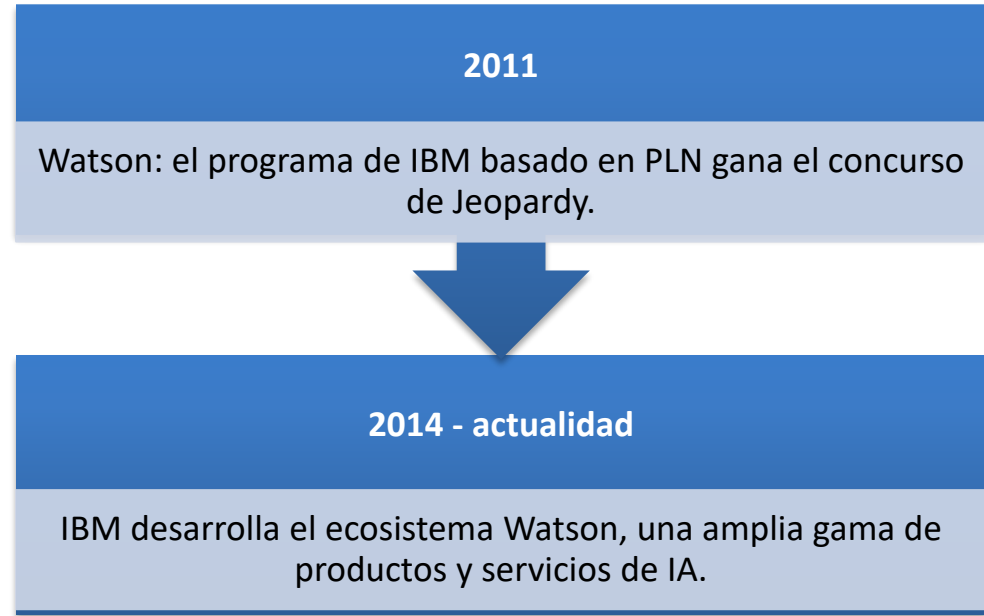 2011
Watson: el programa de IBM basado en PLN gana el concurso
de Jeopardy.
2014 - actualidad
IBM desarrolla el ecosistema Watson, una amplia gama de
productos y servicios de IA.